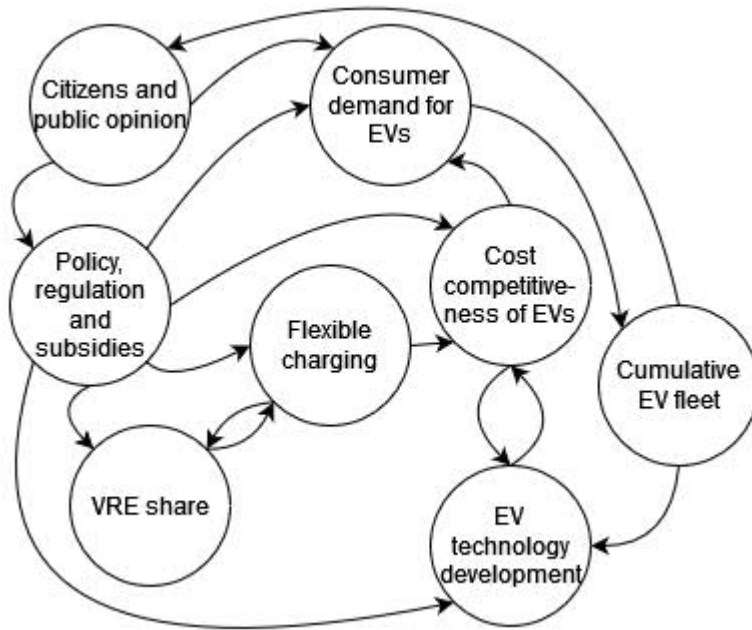 Citizens and
public opinion
Consumer
demand for
EVs
Policy,
regulation
and
subsidies
Cost
competitive-
ness of EVs
Flexible
charging
Cumulative
EV fleet
VRE share
EV
technology
development